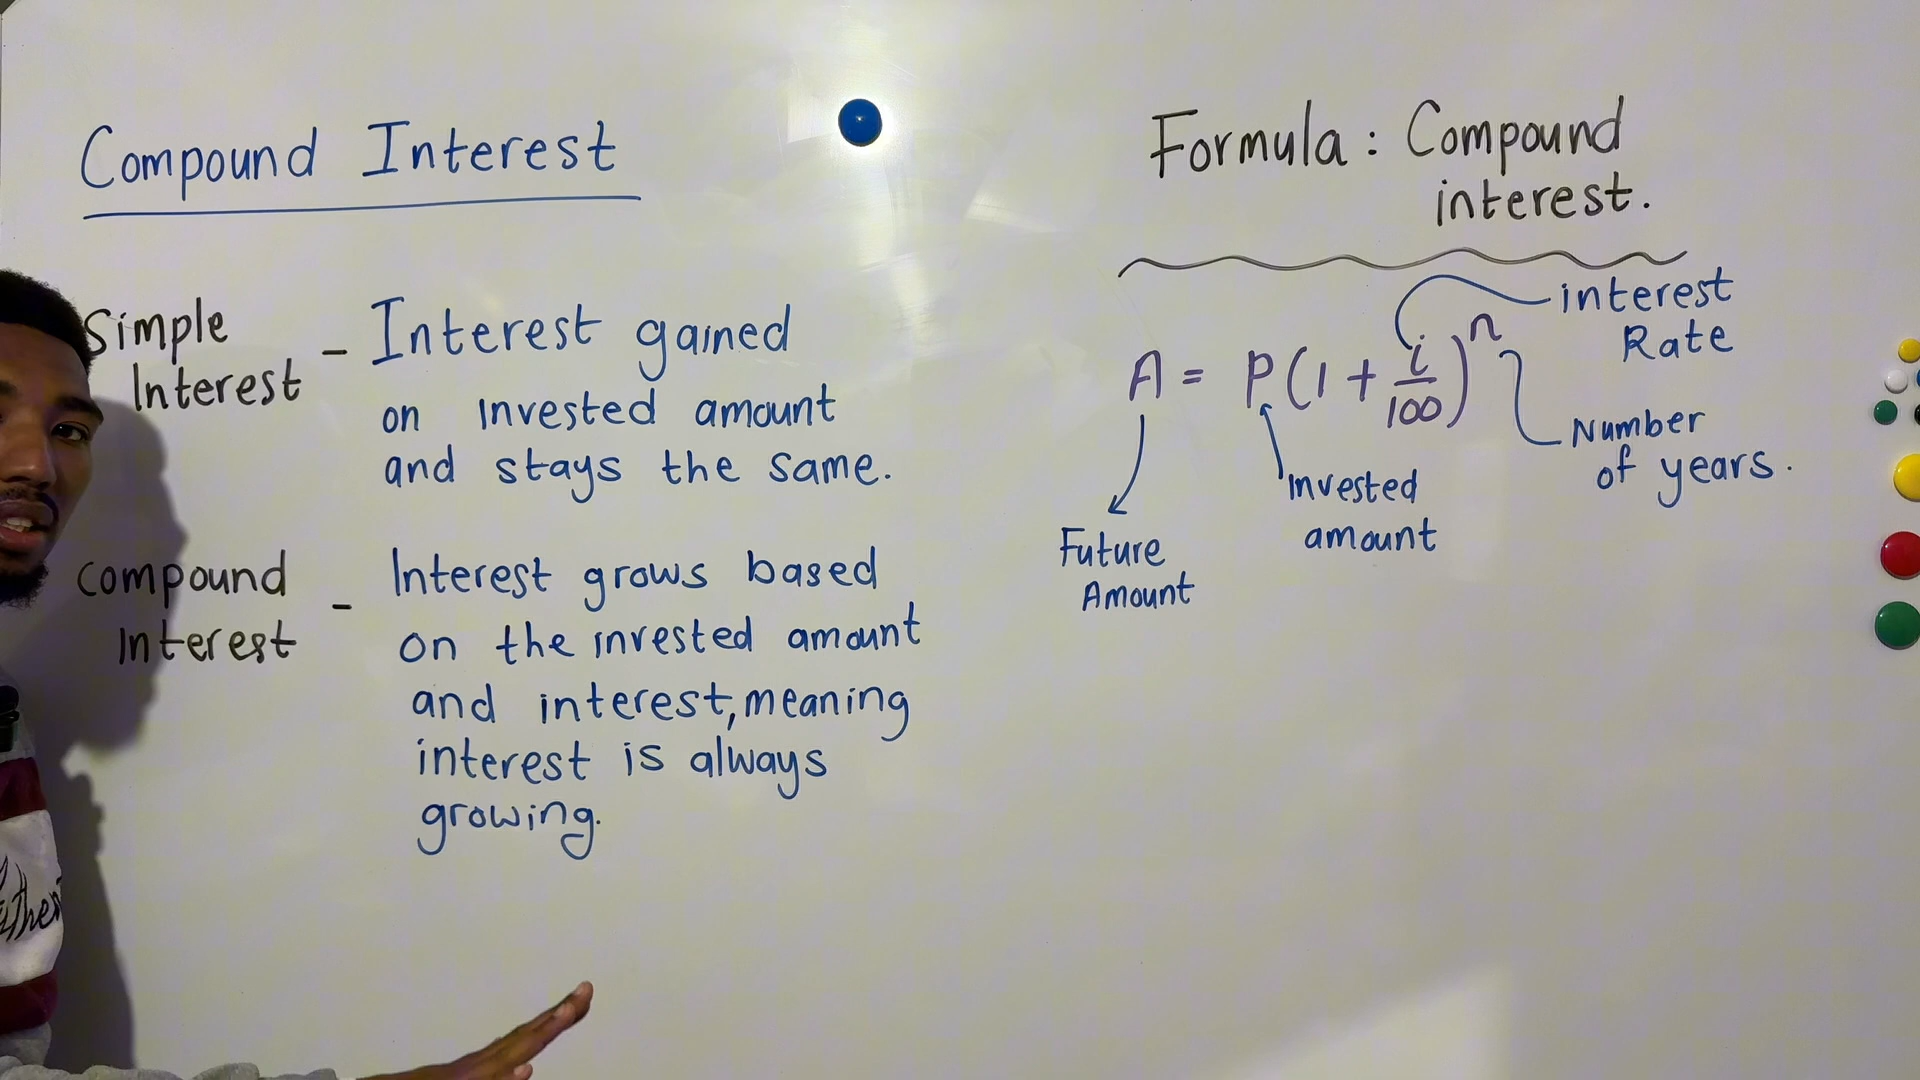 Compound Interest
Simple
Interest
- Interest gained
on invested amount
and stays the same.
Compound
Interest
- Interest grows based
on the invested amount
and interest, meaning
interest is always
growing.
Formula: Compound
interest.
A = P(1 + i/100)^n
interest
Rate
Number
of years.
Invested
amount
Future
Amount